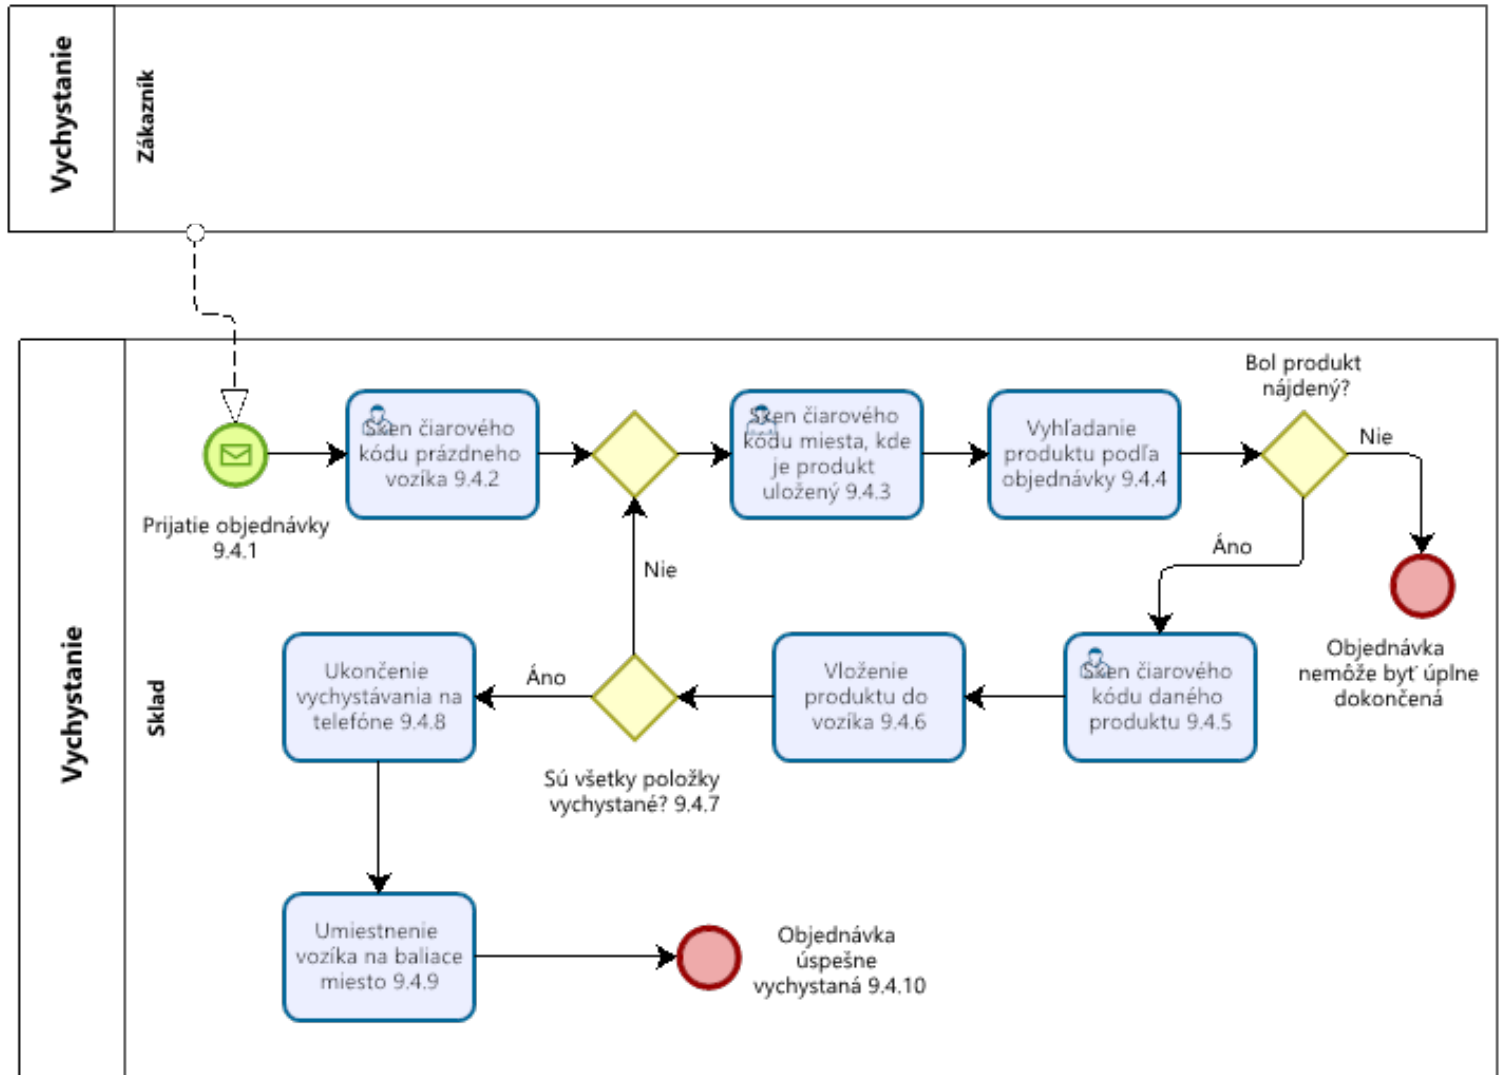 Vychystanie
Zákazník
Vychystanie
Sklad
Prijatie objednávky
9.4.1
Sken čiarového
kódu prázdneho
vozíka 9.4.2
Sken čiarového
kódu miesta, kde
je produkt
uložený 9.4.3
Vyhľadanie
produktu podľa
objednávky 9.4.4
Bol produkt
nájdený?
Nie
Áno
Objednávka
nemôže byť úplne
dokončená
Sken čiarového
kódu daného
produktu 9.4.5
Vloženie
produktu do
vozíka 9.4.6
Sú všetky položky
vychystané? 9.4.7
Nie
Áno
Ukončenie
vychystávania na
telefóne 9.4.8
Umiestnenie
vozíka na baliace
miesto 9.4.9
Objednávka
úspešne
vychystaná 9.4.10